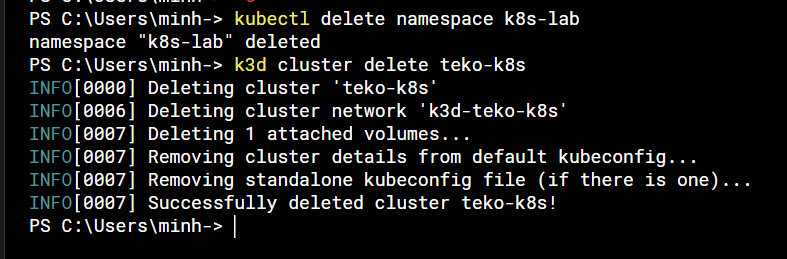 PS C:\Users\minh-> kubectl delete namespace k8s-lab
namespace "k8s-lab" deleted
PS C:\Users\minh-> k3d cluster delete teko-k8s
INFO[0000] Deleting cluster 'teko-k8s'
INFO[0006] Deleting cluster network 'k3d-teko-k8s'
INFO[0007] Deleting 1 attached volumes...
INFO[0007] Removing cluster details from default kubeconfig...
INFO[0007] Removing standalone kubeconfig file (if there is one)...
INFO[0007] Successfully deleted cluster teko-k8s!
PS C:\Users\minh->